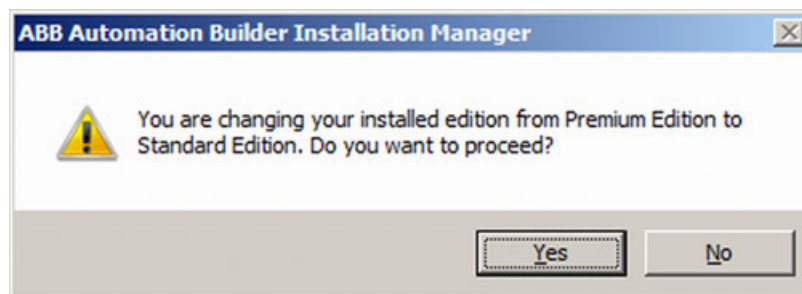 ABB Automation Builder Installation Manager
You are changing your installed edition from Premium Edition to
Standard Edition. Do you want to proceed?
Yes
No